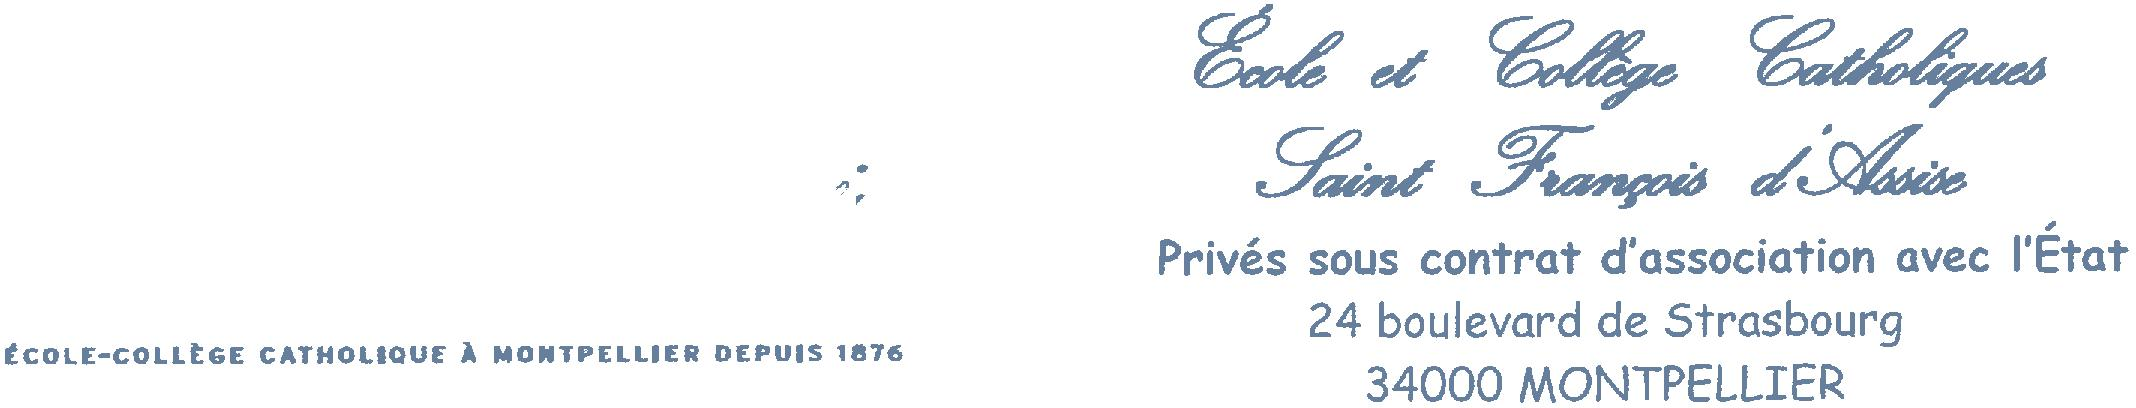 École et Collège Catholiques
Saint François d'Assise
Privés sous contrat d'association avec l'État
24 boulevard de Strasbourg
34000 MONTPELLIER
ÉCOLE-COLLÈGE CATHOLIQUE À MONTPELLIER DEPUIS 1876